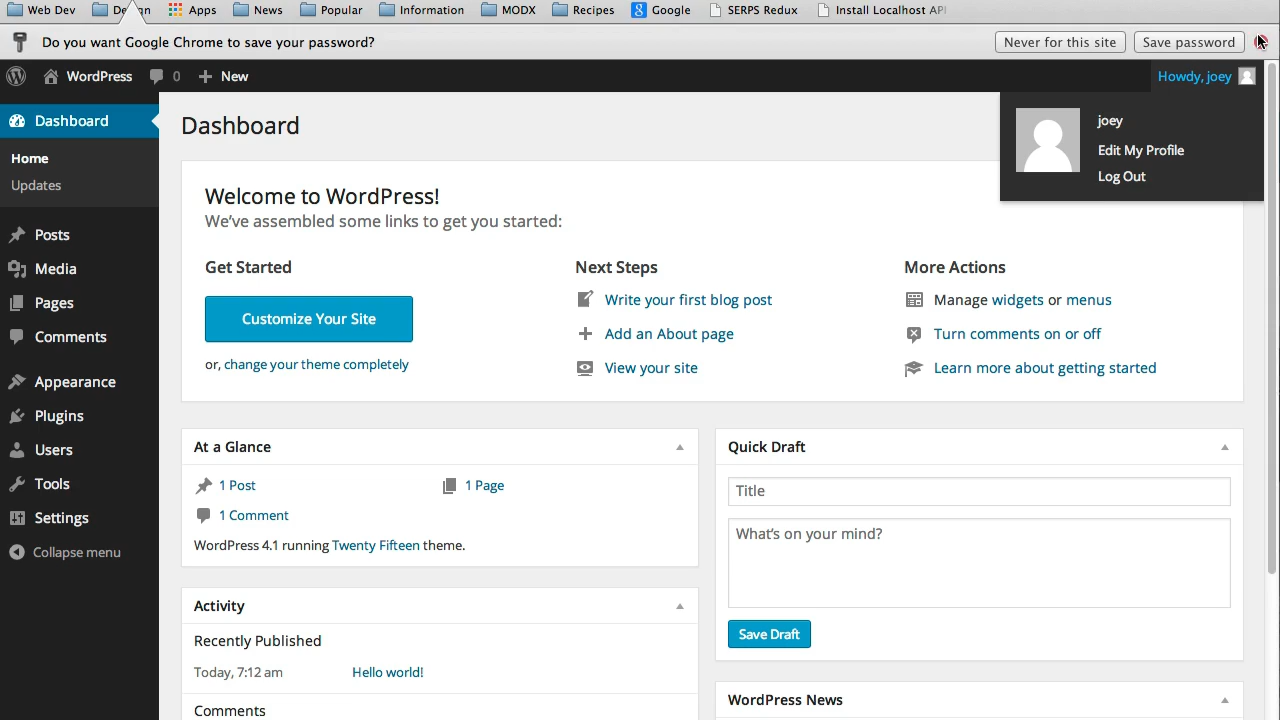 Web Dev Design Apps News Popular Information MODX Recipes Google SERPS Redux Install Localhost API
Do you want Google Chrome to save your password? Never for this site Save password
WordPress 0 New Howdy, joey
Dashboard
Home
Updates
Posts
Media
Pages
Comments
Appearance
Plugins
Users
Tools
Settings
Collapse menu
joey
Edit My Profile
Log Out
Dashboard
Welcome to WordPress!
We've assembled some links to get you started:
Get Started
Customize Your Site
or, change your theme completely
Next Steps
Write your first blog post
Add an About page
View your site
More Actions
Manage widgets or menus
Turn comments on or off
Learn more about getting started
At a Glance
1 Post 1 Page
1 Comment
WordPress 4.1 running Twenty Fifteen theme.
Activity
Recently Published
Today, 7:12 am Hello world!
Comments
Quick Draft
Title
What's on your mind?
Save Draft
WordPress News